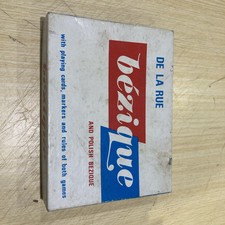 DE LA RUE
bézique
AND POLISH BEZIQUE
with playing cards, markers and rules of both games